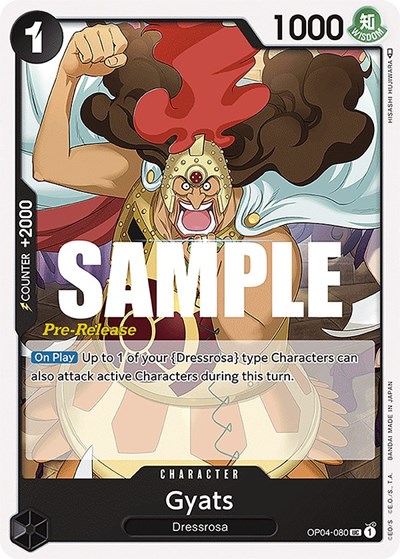 1
1000
知
WISDOM
HISASHI HUJIWARA
COUNTER +2000
SAMPLE
Pre-Release
On Play Up to 1 of your {Dressrosa} type Characters can
also attack active Characters during this turn.
CHARACTER
Gyats
Dressrosa
OP04-080 UC 1
©E.O/S ©E.O./S., T.A. BANDAI MADE IN JAPAN